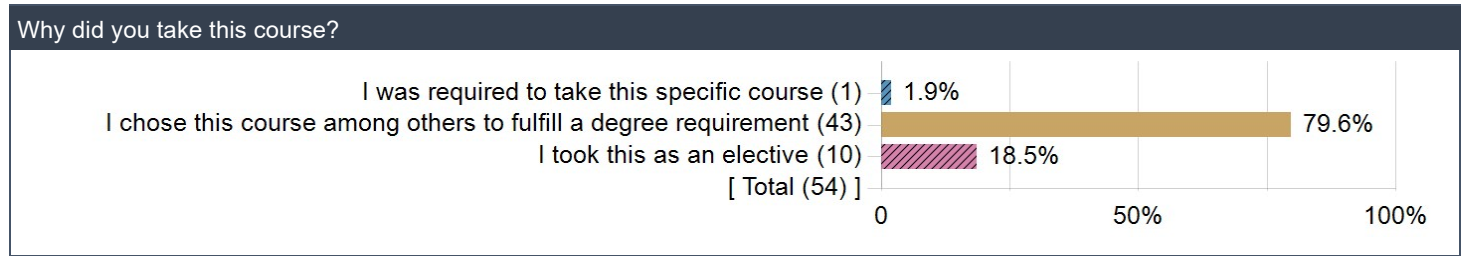 Why did you take this course?
I was required to take this specific course (1) 1.9%
I chose this course among others to fulfill a degree requirement (43) 79.6%
I took this as an elective (10) 18.5%
[ Total (54) ]
0 50% 100%